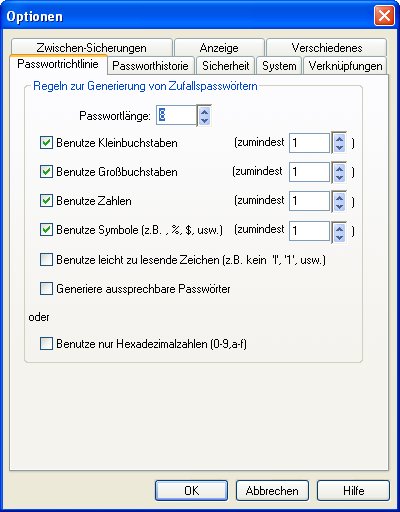 Optionen
Zwischen-Sicherungen Anzeige Verschiedenes
Passwortrichtlinie Passworthistorie Sicherheit System Verknüpfungen
Regeln zur Generierung von Zufallspasswörtern
Passwortlänge: 8
Benutze Kleinbuchstaben (zumindest 1 )
Benutze Großbuchstaben (zumindest 1 )
Benutze Zahlen (zumindest 1 )
Benutze Symbole (z.B. , %, $, usw.) (zumindest 1 )
Benutze leicht zu lesende Zeichen (z.B. kein 'l', '1', usw.)
Generiere aussprechbare Passwörter
oder
Benutze nur Hexadezimalzahlen (0-9,a-f)
OK Abbrechen Hilfe